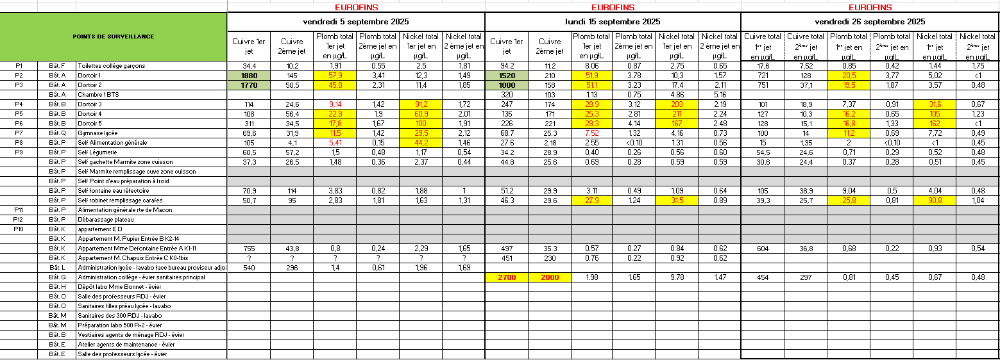 EUROFINS EUROFINS EUROFINS
POINTS DE SURVEILLANCE vendredi 5 septembre 2025 lundi 15 septembre 2025 vendredi 26 septembre 2025
Cuivre 1er jet Cuivre 2ème jet Plomb total 1er jet en µg/L Plomb total 2ème jet en µg/L Nickel total 1er jet en µg/L Nickel total 2 ème jet en µg/L Cuivre 1er jet Cuivre 2ème jet Plomb total 1er jet en µg/L Plomb total 2ème jet en µg/L Nickel total 1er jet en µg/L Nickel total 2 ème jet en µg/L Cuivre total 1er jet en µg/L Cuivre total 2ème jet en µg/L Plomb total 1er jet en µg/L Plomb total 2ème jet en µg/L Nickel total 1er jet en µg/L Nickel total 2ème jet en µg/L
P1 Bât. F Toilettes collège garçons 34,4 10,2 1,91 0,55 2,5 1,81 94.2 11.2 8.06 0.87 2.75 0.65 17,6 7,52 0,85 0,42 1,44 1,75
P2 Bât. A Dortoir 1 1880 145 57,9 3,41 12,3 1,49 1520 210 51,9 3.78 10.3 1.57 721 128 20,5 3,77 5,02 <1
P3 Bât. A Dortoir 2 1770 50,5 45,8 2,31 11,4 1,85 1000 158 51.1 3.23 17.4 2.11 751 37,1 19,5 1,87 3,57 0,48
Bât. A Chambre 1 BTS 320 103 1.13 0.75 4.86 5.16
P4 Bât. B Dortoir 3 114 24,6 9,14 1,42 91,2 1,72 247 174 28.9 3.12 203 2.19 101 18,9 7,37 0,91 31,6 0,67
P5 Bât. B Dortoir 4 108 56,4 22,8 1,9 60,9 2,01 136 171 25.3 2.81 211 2.24 127 10,3 16,2 0,65 105 1,23
P6 Bât. B Dortoir 5 311 34,5 17,8 1,67 100 1,91 226 221 28.3 4.14 167 2.48 128 15,1 16,8 1,33 162 <1
P7 Bât. Q Gymnase lycée 69,6 31,9 11,5 1,42 29,5 2,12 68.7 25.3 7.52 1.32 4.16 0.73 100 14 11,2 0,69 7,72 0,49
P8 Bât. P Self Alimentation générale 105 4,1 5,41 0,15 44,2 1,46 27.6 2.18 2.55 <0.10 1.31 0.56 15 1,35 2 <0,10 <1 0,45
P9 Bât. P Self Légumerie 60,5 57,2 1,5 0,48 1,17 0,54 34.2 28.9 0.40 0.26 0.56 0.60 54,5 24,6 0,71 0,29 0,52 0,48
Bât. P Self gachette Marmite zone cuisson 37,3 26,5 1,48 0,36 2,37 0,44 44.8 25.6 0.69 0.28 0.59 0.59 30,6 24,4 0,37 0,28 0,51 0,45
Bât. P Self Marmite remplissage cuve zone cuisson
Bât. P Self Point d'eau préparation à froid
Bât. P Self fontaine eau réfectoire 70,9 114 3,83 0,82 1,88 1 51.2 29.9 3.11 0.49 1.09 0.64 105 38,9 9,04 0,5 4,04 0,48
Bât. P Self robinet remplissage carafes 50,7 95 2,83 1,81 1,63 1,31 46.3 29.6 27.9 1.24 31.5 0.89 39,3 25,7 25,8 0,81 90,8 1,04
P11 Bât. P Alimentation générale rte de Macon
P12 Bât. P Débarassage plateau
P10 Bât. K appartement E.D
Bât. K Appartement M. Pupier Entrée B K2-14
Bât. K Appartement Mme Defontaine Entrée A K1-11 755 43,8 0,8 0,24 2,29 1,65 497 35.3 0.57 0.27 0.84 0.62 604 36,8 0,68 0,22 0,93 0,54
Bât. K Appartement M. Chapuis Entrée C K0-1bis ? ? ? ? ? ? 451 230 0.76 0.22 0.92 0.62
Bât. L Administration lycée - lavabo face bureau proviseur adjoi 540 296 1,4 0,61 1,96 1,69
Bât. G Administration collège - évier sanitaires principal 2700 2000 1.98 1.65 9.78 1.47 454 297 0,81 0,45 0,67 0,48
Bât. H Dépôt labo Mme Bonnet - évier
Bât. O Salle des professeurs RDJ - évier
Bât. O Sanitaires filles préau lycée - lavabo
Bât. M Sanitaires des 300 RDJ - lavabo
Bât. M Préparation labo 500 R+2 - évier
Bât. B Vestiaires agents de ménage RDJ - évier
Bât. E Atelier agents de maintenance - évier
Bât. E Salle des professeurs lycée - évier